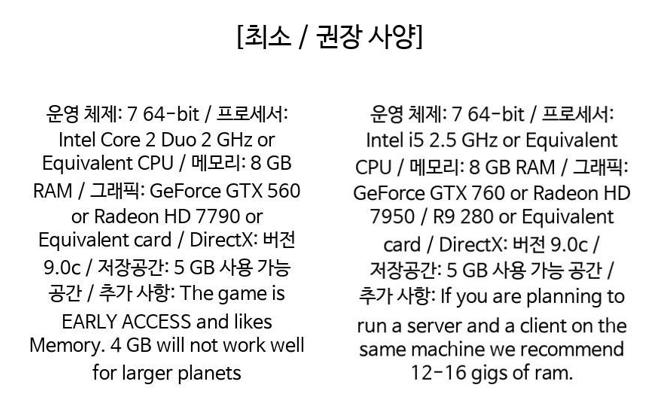 [최소 / 권장 사양]
운영 체제: 7 64-bit / 프로세서:
Intel Core 2 Duo 2 GHz or
Equivalent CPU / 메모리: 8 GB
RAM / 그래픽: GeForce GTX 560
or Radeon HD 7790 or
Equivalent card / DirectX: 버전
9.0c / 저장공간: 5 GB 사용 가능
공간 / 추가 사항: The game is
EARLY ACCESS and likes
Memory. 4 GB will not work well
for larger planets
운영 체제: 7 64-bit / 프로세서:
Intel i5 2.5 GHz or Equivalent
CPU / 메모리: 8 GB RAM / 그래픽:
GeForce GTX 760 or Radeon HD
7950 / R9 280 or Equivalent
card / DirectX: 버전 9.0c /
저장공간: 5 GB 사용 가능 공간 /
추가 사항: If you are planning to
run a server and a client on the
same machine we recommend
12-16 gigs of ram.